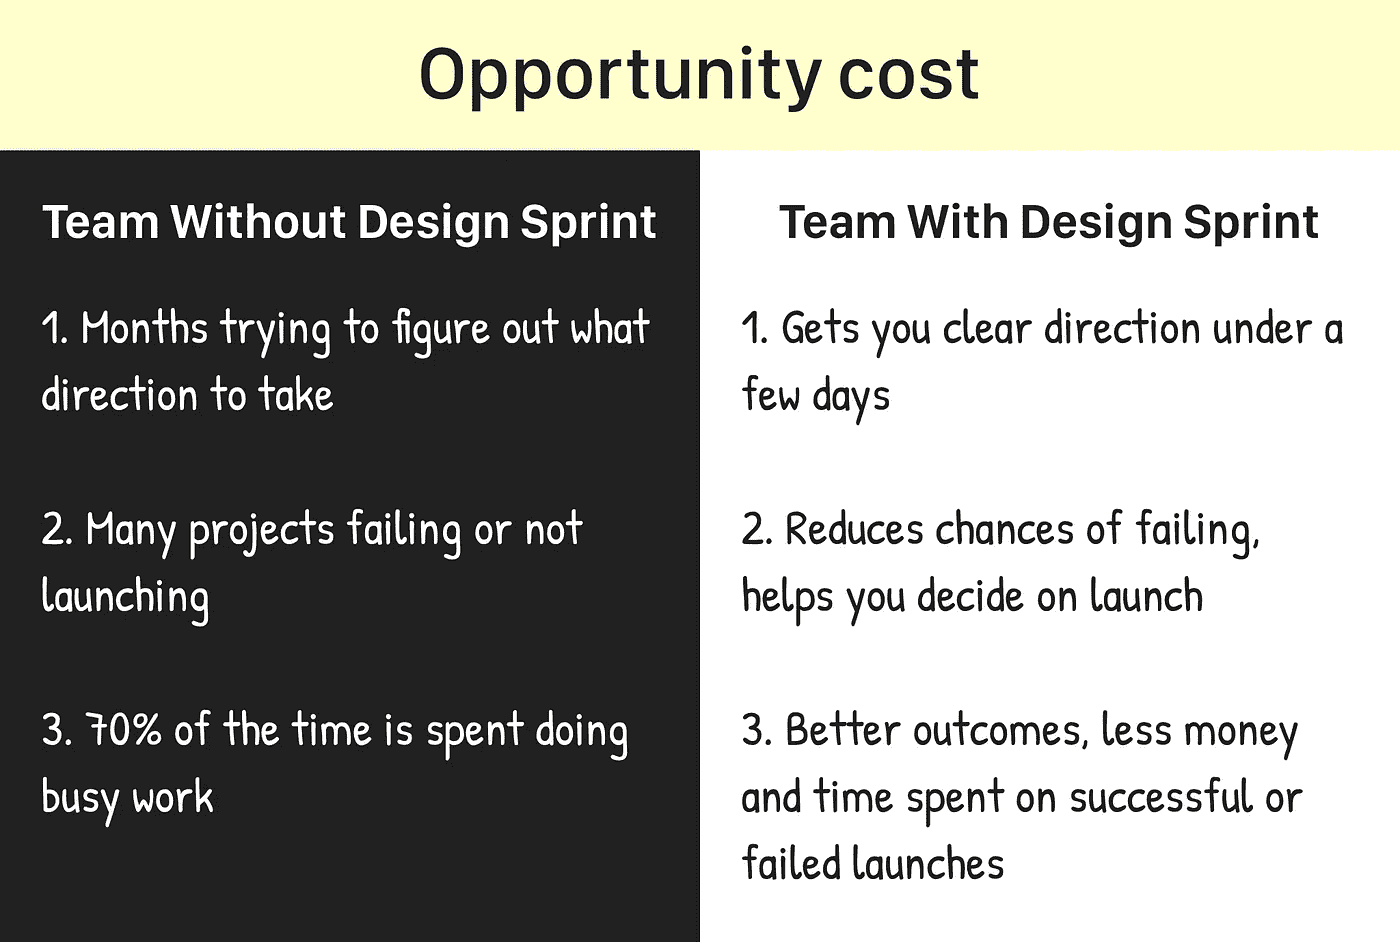 Opportunity cost
Team Without Design Sprint
1. Months trying to figure out what
direction to take
2. Many projects failing or not
launching
3. 70% of the time is spent doing
busy work
Team With Design Sprint
1. Gets you clear direction under a
few days
2. Reduces chances of failing,
helps you decide on launch
3. Better outcomes, less money
and time spent on successful or
failed launches